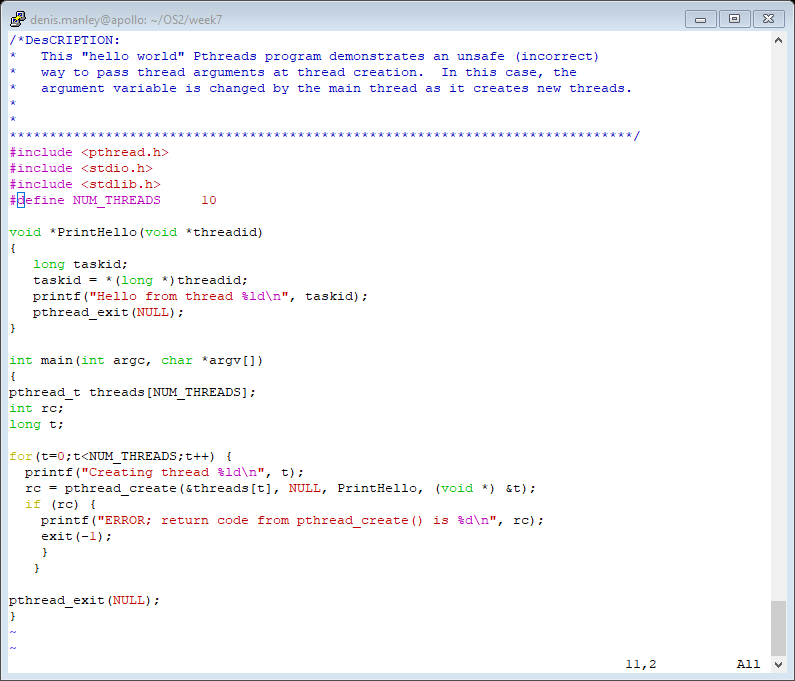 denis.manley@apollo: ~/OS2/week7
/*DesCRIPTION:
*   This "hello world" Pthreads program demonstrates an unsafe (incorrect)
*   way to pass thread arguments at thread creation.  In this case, the
*   argument variable is changed by the main thread as it creates new threads.
*
*
******************************************************************************/
#include <pthread.h>
#include <stdio.h>
#include <stdlib.h>
#define NUM_THREADS     10

void *PrintHello(void *threadid)
{
   long taskid;
   taskid = *(long *)threadid;
   printf("Hello from thread %ld\n", taskid);
   pthread_exit(NULL);
}

int main(int argc, char *argv[])
{
pthread_t threads[NUM_THREADS];
int rc;
long t;

for(t=0;t<NUM_THREADS;t++) {
  printf("Creating thread %ld\n", t);
  rc = pthread_create(&threads[t], NULL, PrintHello, (void *) &t);
  if (rc) {
    printf("ERROR; return code from pthread_create() is %d\n", rc);
    exit(-1);
    }
   }

pthread_exit(NULL);
}
~
~
11,2          All